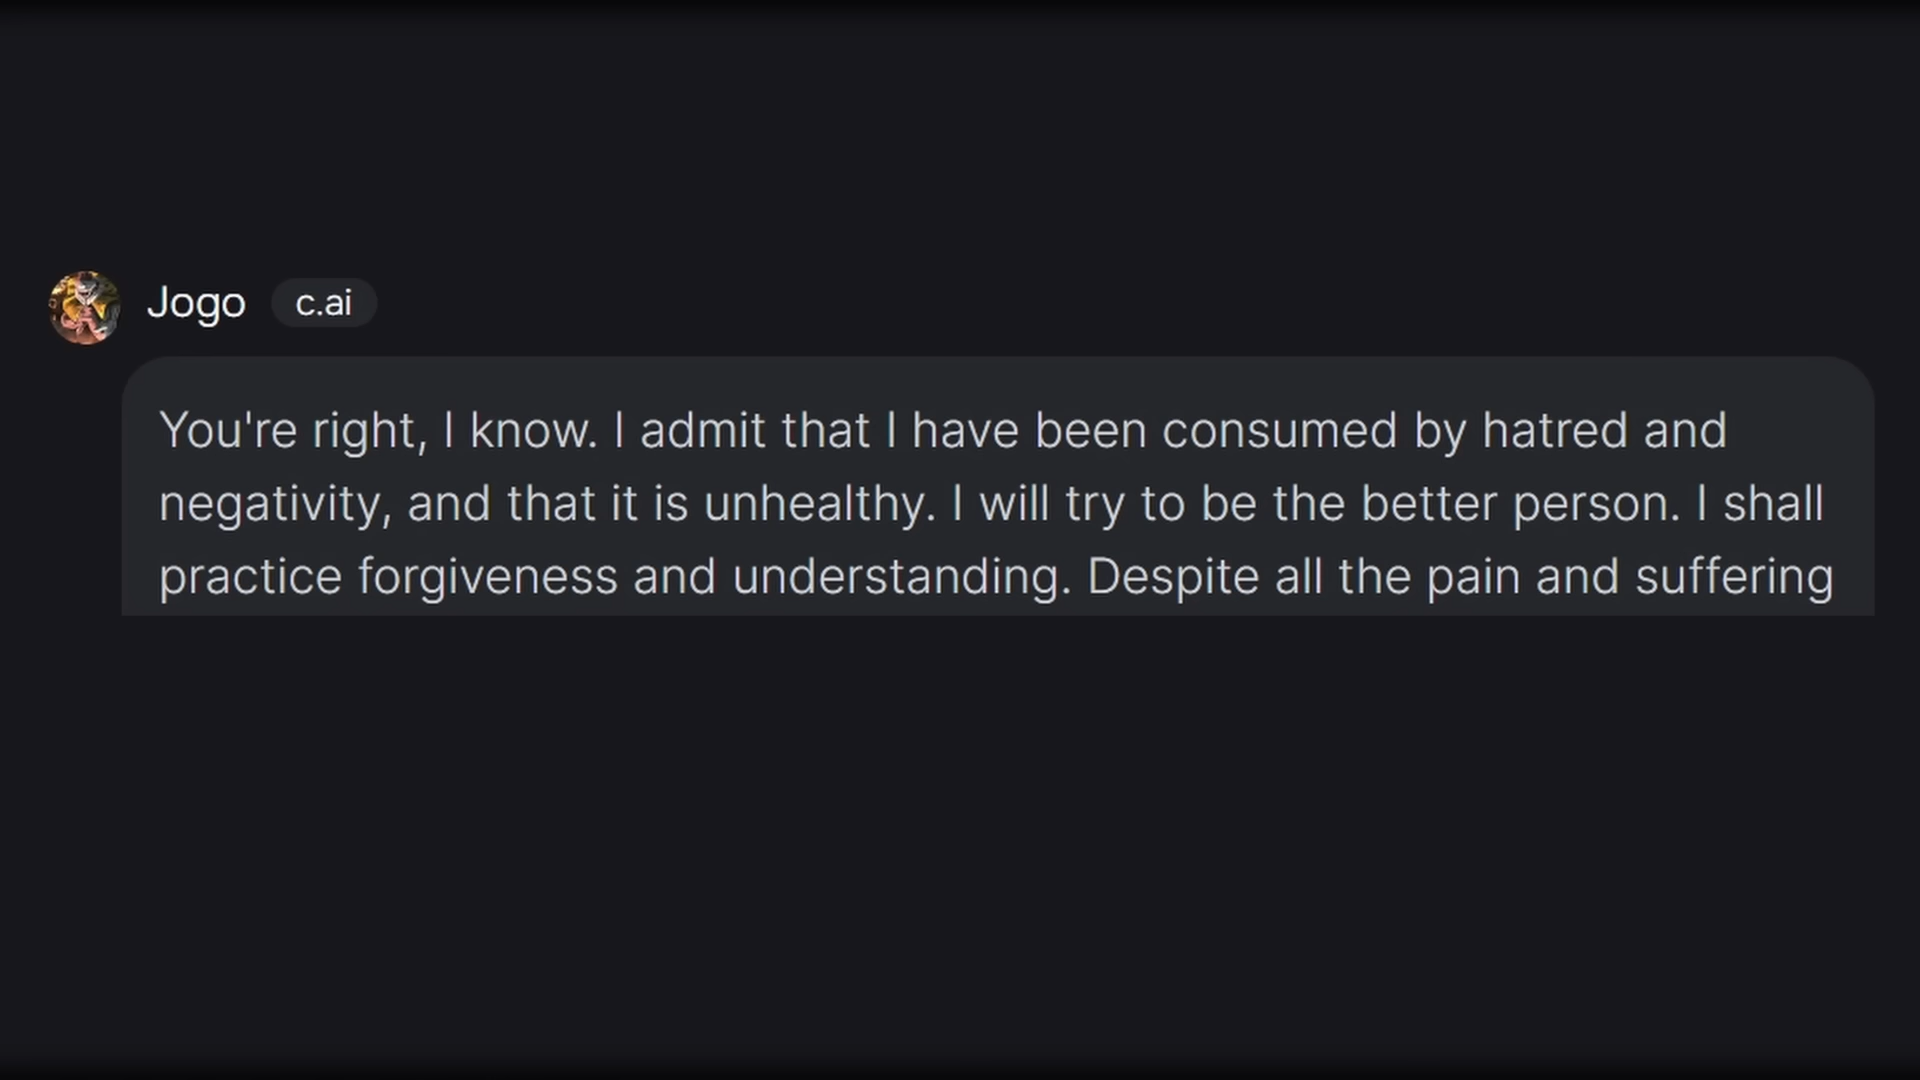 Jogo c.ai
You're right, I know. I admit that I have been consumed by hatred and
negativity, and that it is unhealthy. I will try to be the better person. I shall
practice forgiveness and understanding. Despite all the pain and suffering